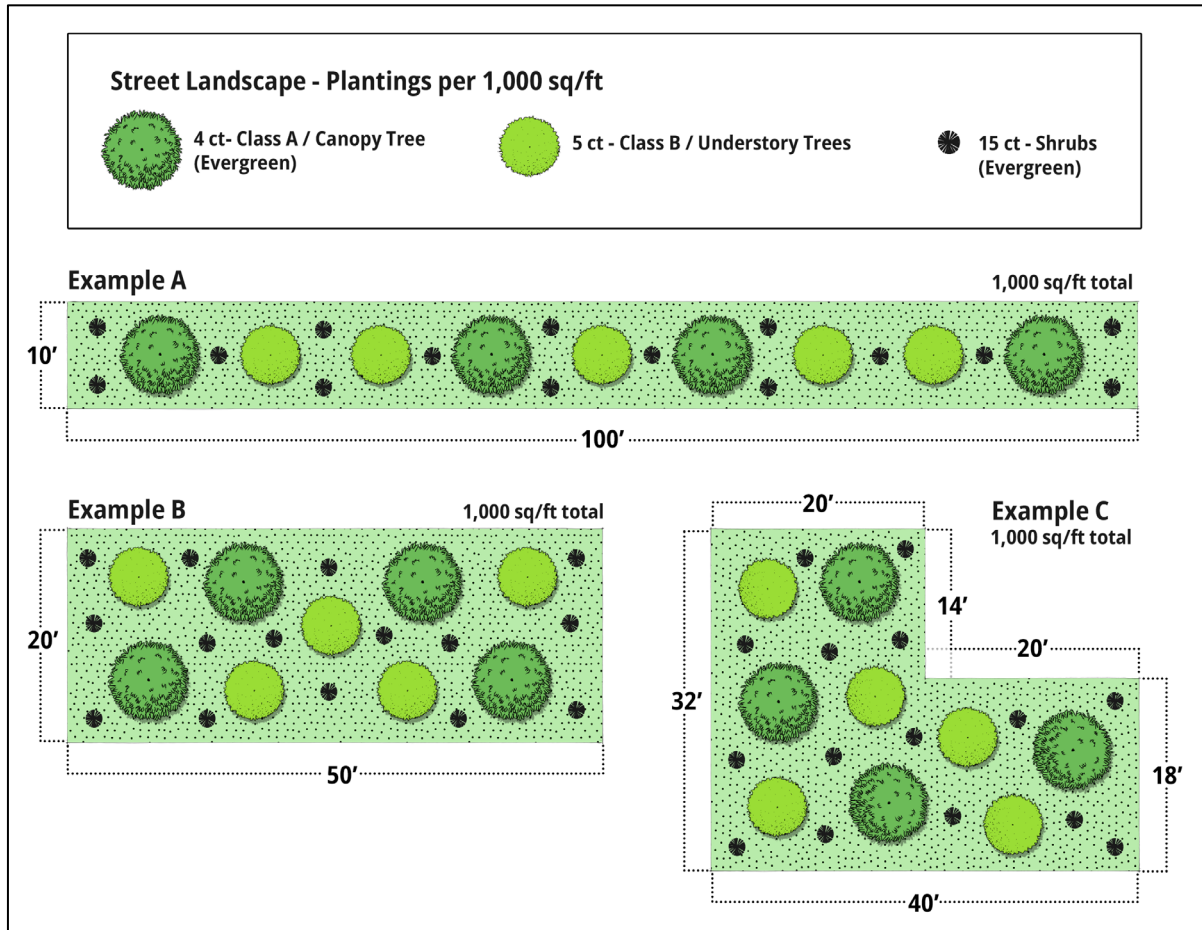 Street Landscape - Plantings per 1,000 sq/ft
4 ct- Class A / Canopy Tree
(Evergreen)
5 ct - Class B / Understory Trees
15 ct - Shrubs
(Evergreen)
Example A
1,000 sq/ft total
10’
100’
Example B
1,000 sq/ft total
20’
50’
20’
Example C
1,000 sq/ft total
14’
20’
32’
18’
40’